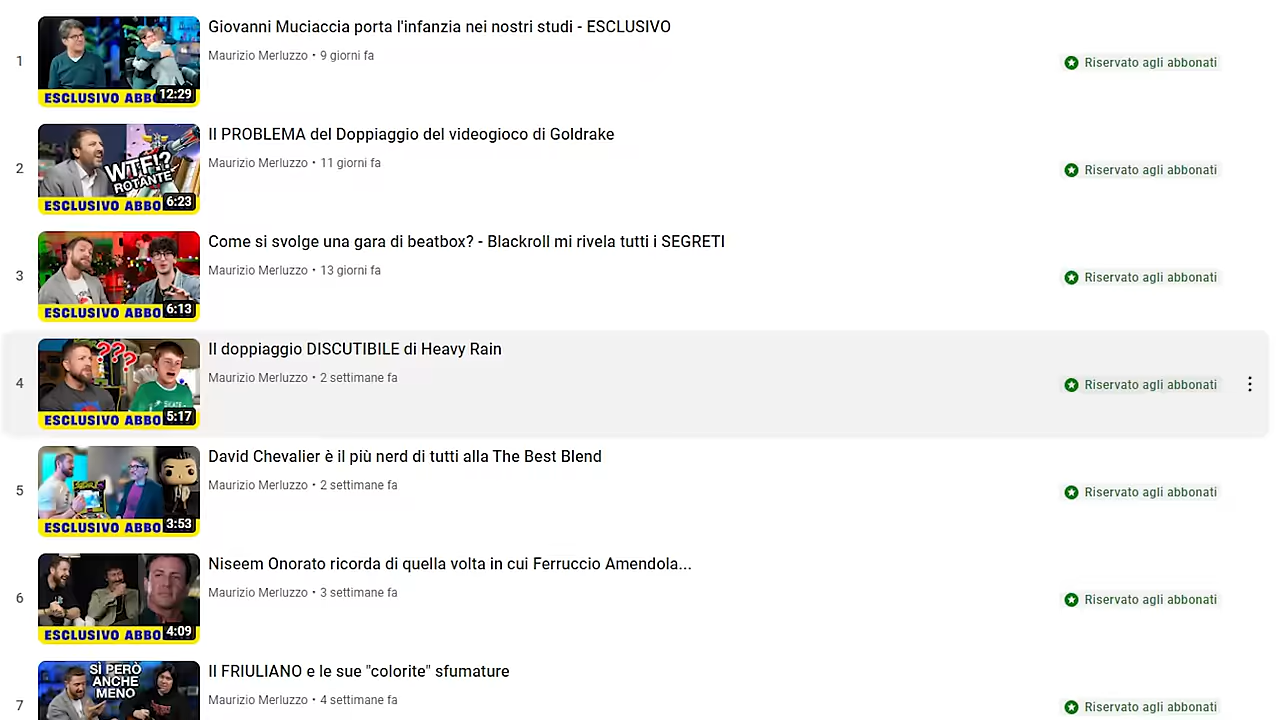 1
Giovanni Muciaccia porta l'infanzia nei nostri studi - ESCLUSIVO
Maurizio Merluzzo • 9 giorni fa
Riservato agli abbonati
ESCLUSIVO ABBO
12:29
2
Il PROBLEMA del Doppiaggio del videogioco di Goldrake
Maurizio Merluzzo • 11 giorni fa
Riservato agli abbonati
WTF!?
ROTANTE
ESCLUSIVO ABBO
6:23
3
Come si svolge una gara di beatbox? - Blackroll mi rivela tutti i SEGRETI
Maurizio Merluzzo • 13 giorni fa
Riservato agli abbonati
ESCLUSIVO ABBO
6:13
4
Il doppiaggio DISCUTIBILE di Heavy Rain
Maurizio Merluzzo • 2 settimane fa
Riservato agli abbonati
???
SKATE
ESCLUSIVO ABBO
5:17
5
David Chevalier è il più nerd di tutti alla The Best Blend
Maurizio Merluzzo • 2 settimane fa
Riservato agli abbonati
ESCLUSIVO ABBO
3:53
6
Niseem Onorato ricorda di quella volta in cui Ferruccio Amendola...
Maurizio Merluzzo • 3 settimane fa
Riservato agli abbonati
ESCLUSIVO ABBO
4:09
7
Il FRIULIANO e le sue "colorite" sfumature
Maurizio Merluzzo • 4 settimane fa
Riservato agli abbonati
SÌ PERÒ
ANCHE
MENO